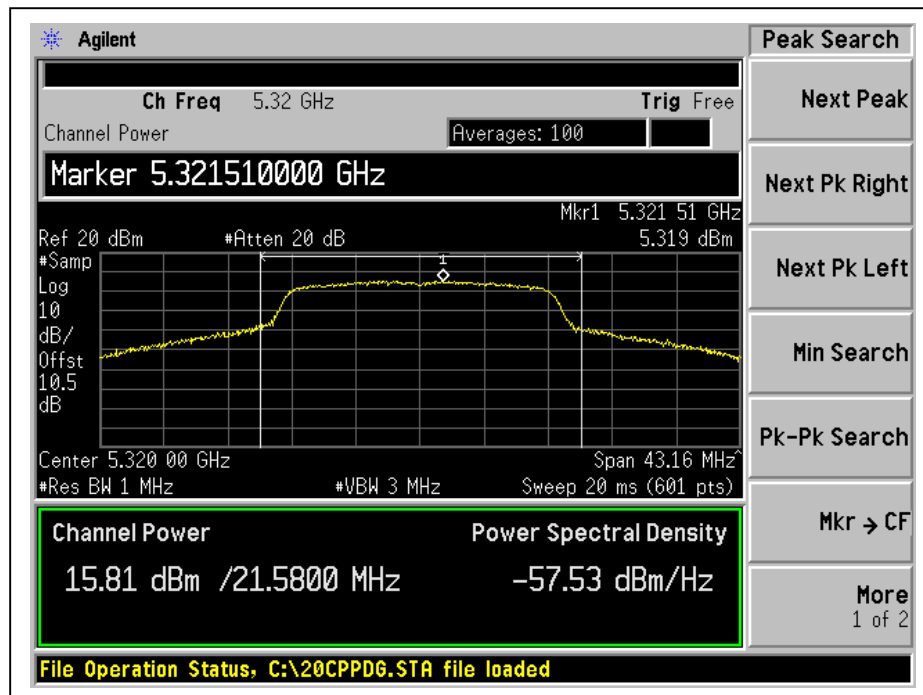 Agilent
Peak Search
Ch Freq 5.32 GHz Trig Free
Channel Power Averages: 100
Marker 5.321510000 GHz
Mkr1 5.321 51 GHz
Ref 20 dBm #Atten 20 dB 5.319 dBm
#Samp
Log
10
dB/
Offst
10.5
dB
1
Center 5.320 00 GHz Span 43.16 MHz^
#Res BW 1 MHz #VBW 3 MHz Sweep 20 ms (601 pts)
Channel Power Power Spectral Density
15.81 dBm /21.5800 MHz -57.53 dBm/Hz
File Operation Status, C:\20CPPDG.STA file loaded
Next Peak
Next Pk Right
Next Pk Left
Min Search
Pk-Pk Search
Mkr → CF
More
1 of 2